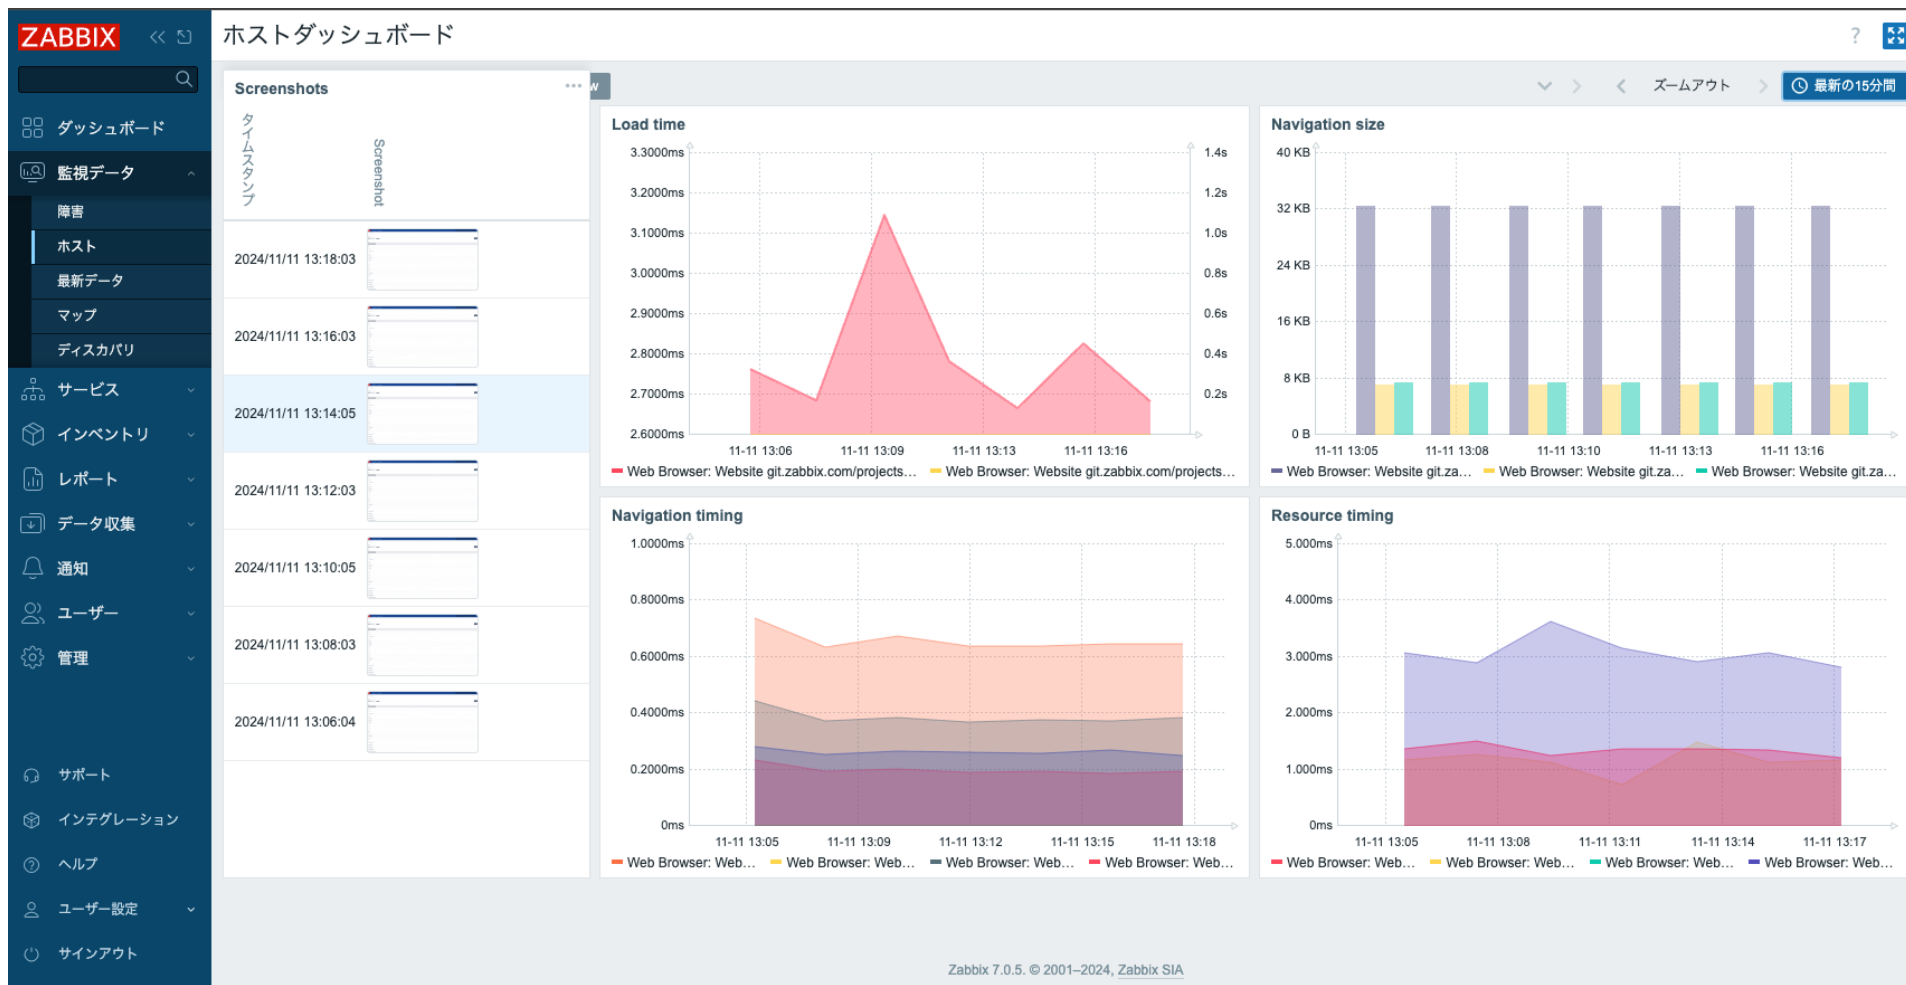 ZABBIX
ダッシュボード
監視データ
障害
ホスト
最新データ
マップ
ディスカバリ
サービス
インベントリ
レポート
データ収集
通知
ユーザー
管理
サポート
インテグレーション
ヘルプ
ユーザー設定
サインアウト
ホストダッシュボード
?
w
ズームアウト
最新の15分間
Screenshots
タイムスタンプ
Screenshot
2024/11/11 13:18:03
2024/11/11 13:16:03
2024/11/11 13:14:05
2024/11/11 13:12:03
2024/11/11 13:10:05
2024/11/11 13:08:03
2024/11/11 13:06:04
Load time
3.3000ms
3.2000ms
3.1000ms
3.0000ms
2.9000ms
2.8000ms
2.7000ms
2.6000ms
1.4s
1.2s
1.0s
0.8s
0.6s
0.4s
0.2s
11-11 13:06 11-11 13:09 11-11 13:13 11-11 13:16
Web Browser: Website git.zabbix.com/projects... Web Browser: Website git.zabbix.com/projects...
Navigation size
40 KB
32 KB
24 KB
16 KB
8 KB
0 B
11-11 13:05 11-11 13:08 11-11 13:10 11-11 13:13 11-11 13:16
Web Browser: Website git.za... Web Browser: Website git.za... Web Browser: Website git.za...
Navigation timing
1.0000ms
0.8000ms
0.6000ms
0.4000ms
0.2000ms
0ms
11-11 13:05 11-11 13:09 11-11 13:12 11-11 13:15 11-11 13:18
Web Browser: Web... Web Browser: Web... Web Browser: Web... Web Browser: Web...
Resource timing
5.000ms
4.000ms
3.000ms
2.000ms
1.000ms
0ms
11-11 13:05 11-11 13:08 11-11 13:11 11-11 13:14 11-11 13:17
Web Browser: Web... Web Browser: Web... Web Browser: Web... Web Browser: Web...
Zabbix 7.0.5. © 2001–2024, Zabbix SIA